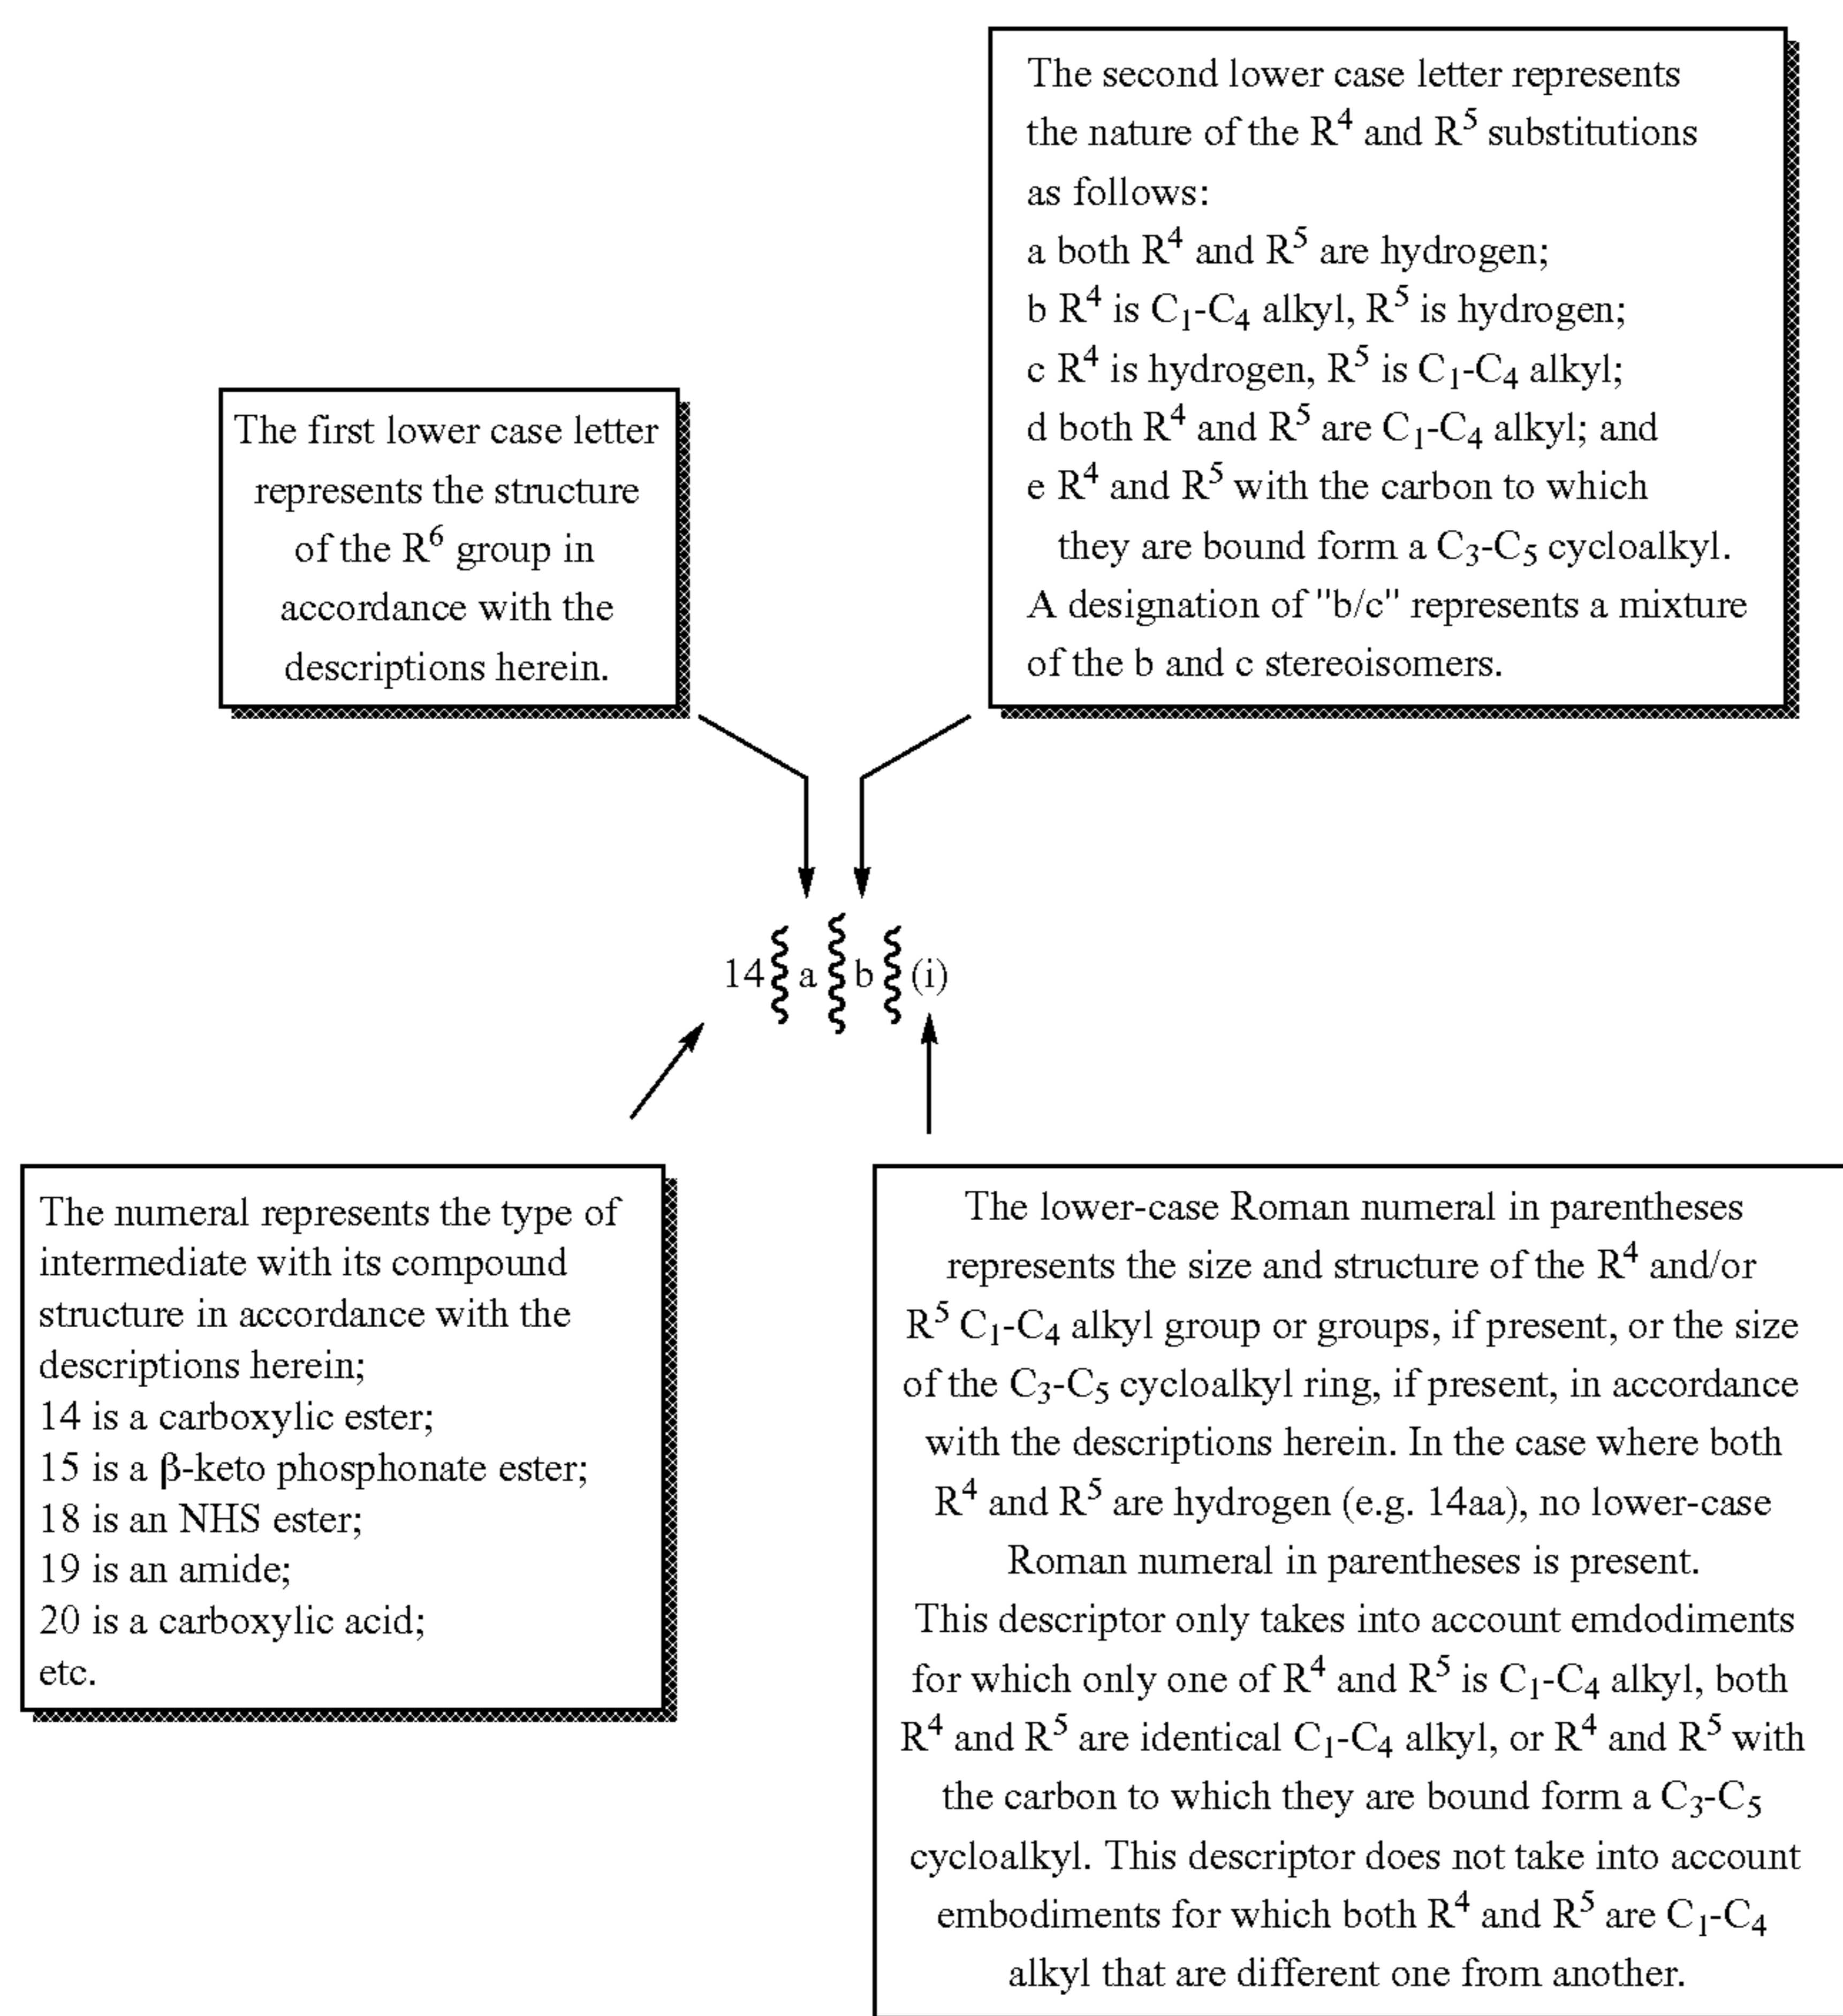 The second lower case letter represents
the nature of the R⁴ and R⁵ substitutions
as follows:
a both R⁴ and R⁵ are hydrogen;
b R⁴ is C₁-C₄ alkyl, R⁵ is hydrogen;
c R⁴ is hydrogen, R⁵ is C₁-C₄ alkyl;
d both R⁴ and R⁵ are C₁-C₄ alkyl; and
e R⁴ and R⁵ with the carbon to which
they are bound form a C₃-C₅ cycloalkyl.
A designation of "b/c" represents a mixture
of the b and c stereoisomers.
The first lower case letter
represents the structure
of the R⁶ group in
accordance with the
descriptions herein.
14 a b (i)
The numeral represents the type of
intermediate with its compound
structure in accordance with the
descriptions herein;
14 is a carboxylic ester;
15 is a β-keto phosphonate ester;
18 is an NHS ester;
19 is an amide;
20 is a carboxylic acid;
etc.
The lower-case Roman numeral in parentheses
represents the size and structure of the R⁴ and/or
R⁵ C₁-C₄ alkyl group or groups, if present, or the size
of the C₃-C₅ cycloalkyl ring, if present, in accordance
with the descriptions herein. In the case where both
R⁴ and R⁵ are hydrogen (e.g. 14aa), no lower-case
Roman numeral in parentheses is present.
This descriptor only takes into account emdodiments
for which only one of R⁴ and R⁵ is C₁-C₄ alkyl, both
R⁴ and R⁵ are identical C₁-C₄ alkyl, or R⁴ and R⁵ with
the carbon to which they are bound form a C₃-C₅
cycloalkyl. This descriptor does not take into account
embodiments for which both R⁴ and R⁵ are C₁-C₄
alkyl that are different one from another.